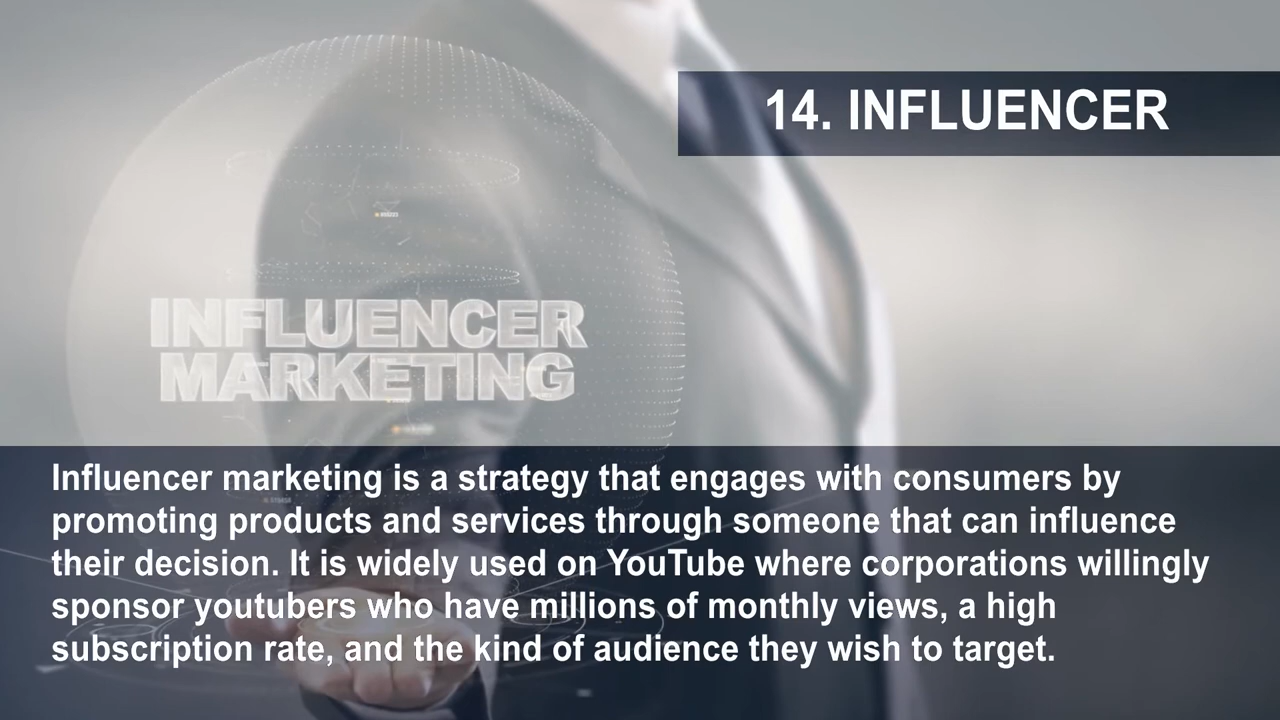 14. INFLUENCER
INFLUENCER
MARKETING
Influencer marketing is a strategy that engages with consumers by
promoting products and services through someone that can influence
their decision. It is widely used on YouTube where corporations willingly
sponsor youtubers who have millions of monthly views, a high
subscription rate, and the kind of audience they wish to target.